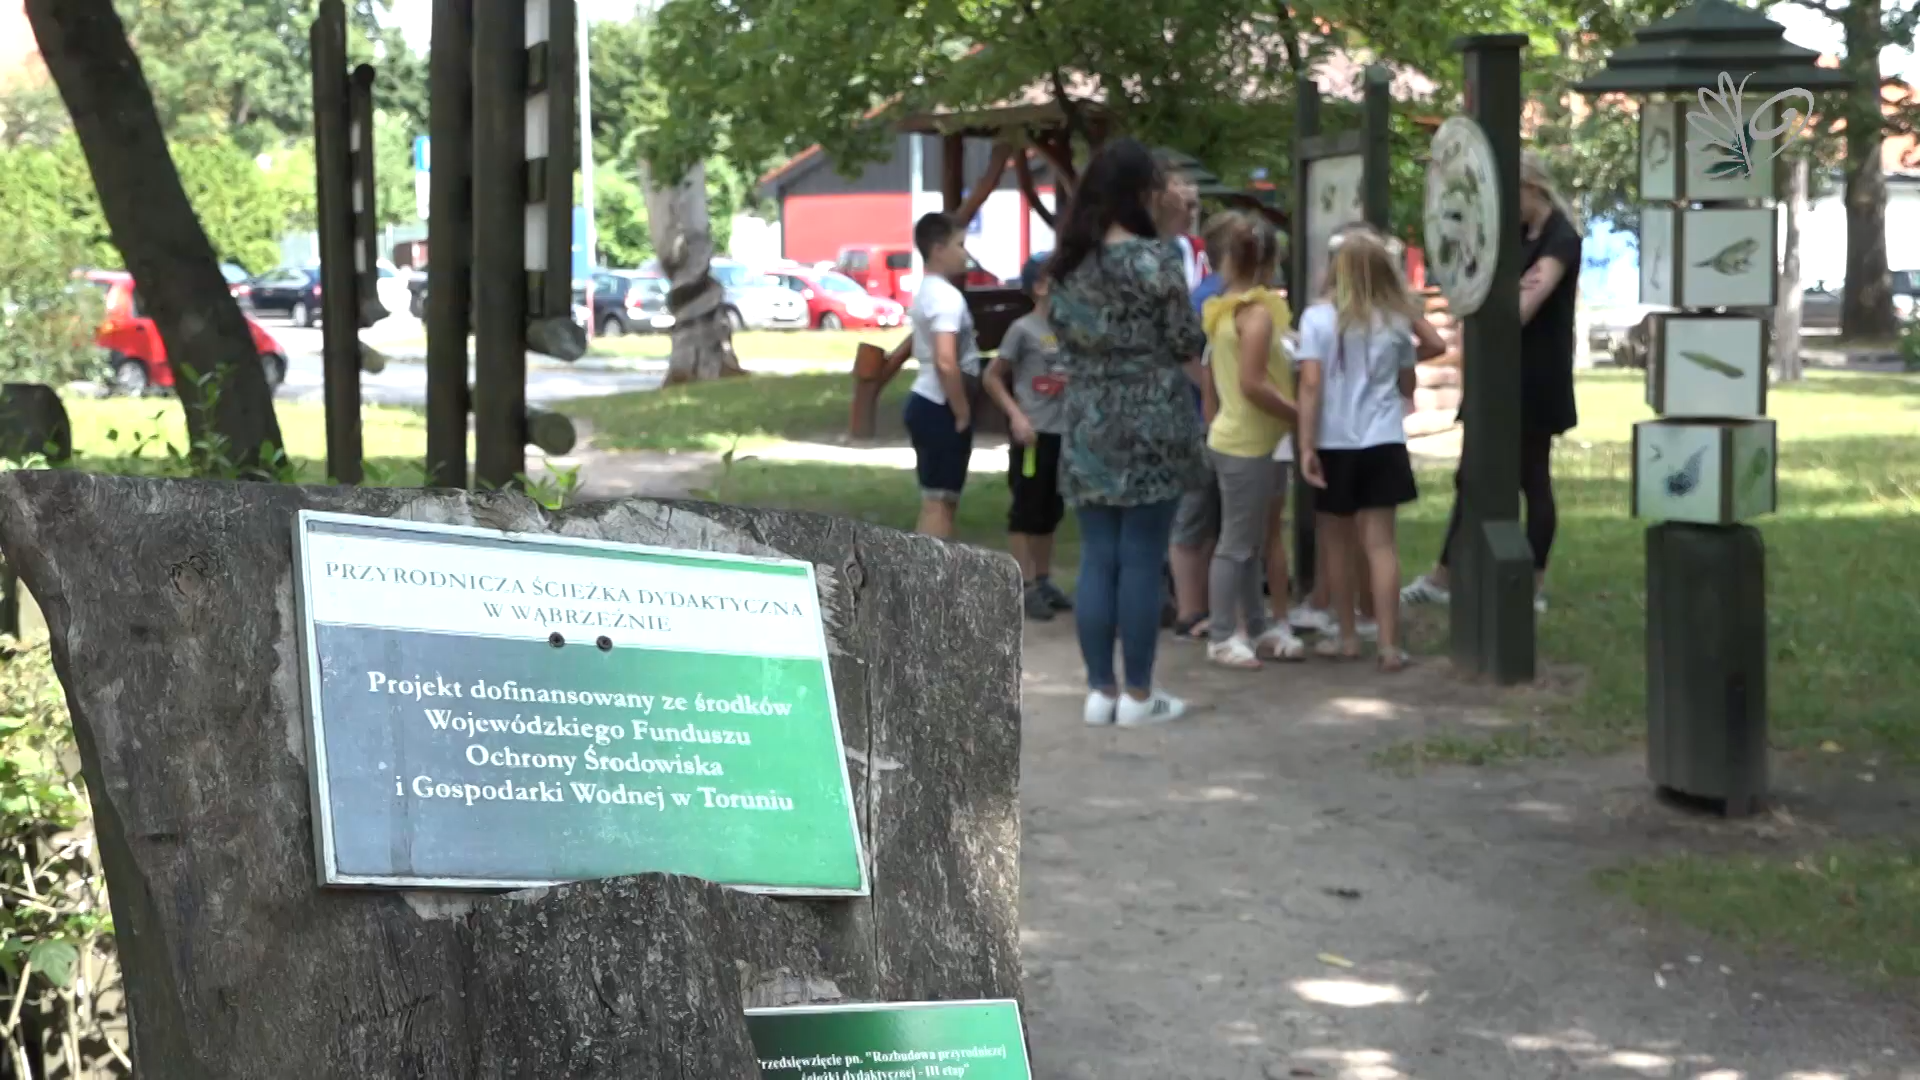 PRZYRODNICZA ŚCIEŻKA DYDAKTYCZNA
W WĄBRZEŹNIE
Projekt dofinansowany ze środków
Wojewódzkiego Funduszu
Ochrony Środowiska
i Gospodarki Wodnej w Toruniu
Przedsięwzięcie pn. "Rozbudowa przyrodniczej
ścieżki dydaktycznej - III etap"